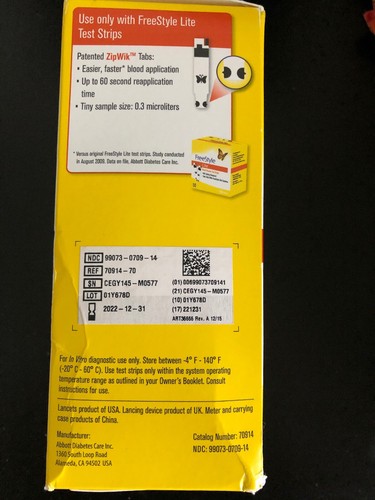 Use only with FreeStyle Lite
Test Strips
Patented ZipWik™ Tabs:
• Easier, faster* blood application
• Up to 60 second reapplication
time
• Tiny sample size: 0.3 microliters
* Versus original FreeStyle Lite test strips. Study conducted
in August 2009. Data on file. Abbott Diabetes Care Inc.
FreeStyle
NDC 99073-0709-14
REF 70914-70
SN CEGY145-M0577
LOT 01Y678D
2022-12-31
(01) 00699073709141
(21) CEGY145-M0577
(10) 01Y678D
(17) 221231
ART36666 Rev. A 12/15
For In Vitro diagnostic use only. Store between -4° F - 140° F
(-20° C - 60° C). Use test strips only within the system operating
temperature range as outlined in your Owner's Booklet. Consult
instructions for use.
Lancets product of USA. Lancing device product of UK. Meter and carrying
case products of China.
Manufacturer:
Abbott Diabetes Care Inc.
1360 South Loop Road
Alameda, CA 94502 USA
Catalog Number: 70914
NDC: 99073-0709-14